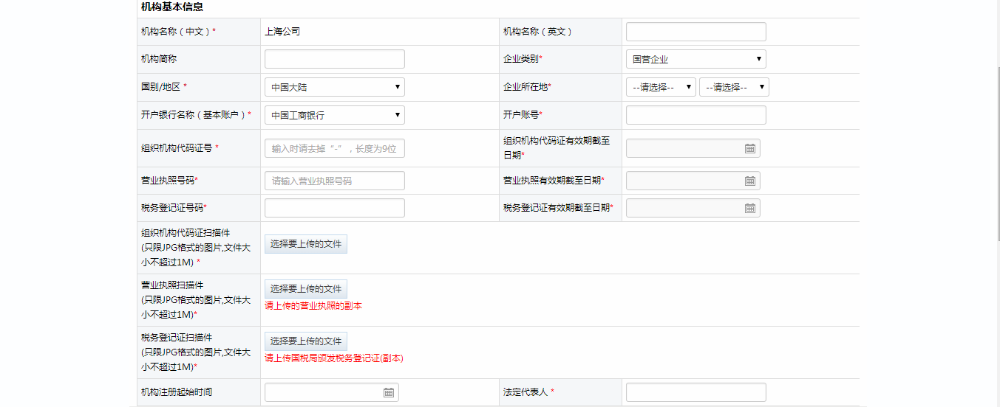 机构基本信息
机构名称（中文）* 上海公司 机构名称（英文）
机构简称 企业类别* 国营企业
国别/地区 * 中国大陆 企业所在地* --请选择-- --请选择--
开户银行名称（基本账户）* 中国工商银行 开户账号*
组织机构代码证号 * 输入时请去掉“-”，长度为9位 组织机构代码证有效期截至
日期*
营业执照号码* 请输入营业执照号码 营业执照有效期截至日期*
税务登记证号码* 税务登记证有效期截至日期*
组织机构代码证扫描件
(只限JPG格式的图片,文件大
小不超过1M) *
选择要上传的文件
营业执照扫描件
(只限JPG格式的图片,文件大
小不超过1M)*
选择要上传的文件
请上传的营业执照的副本
税务登记证扫描件
(只限JPG格式的图片,文件大
小不超过1M)*
选择要上传的文件
请上传国税局颁发税务登记证(副本)
机构注册起始时间 法定代表人 *